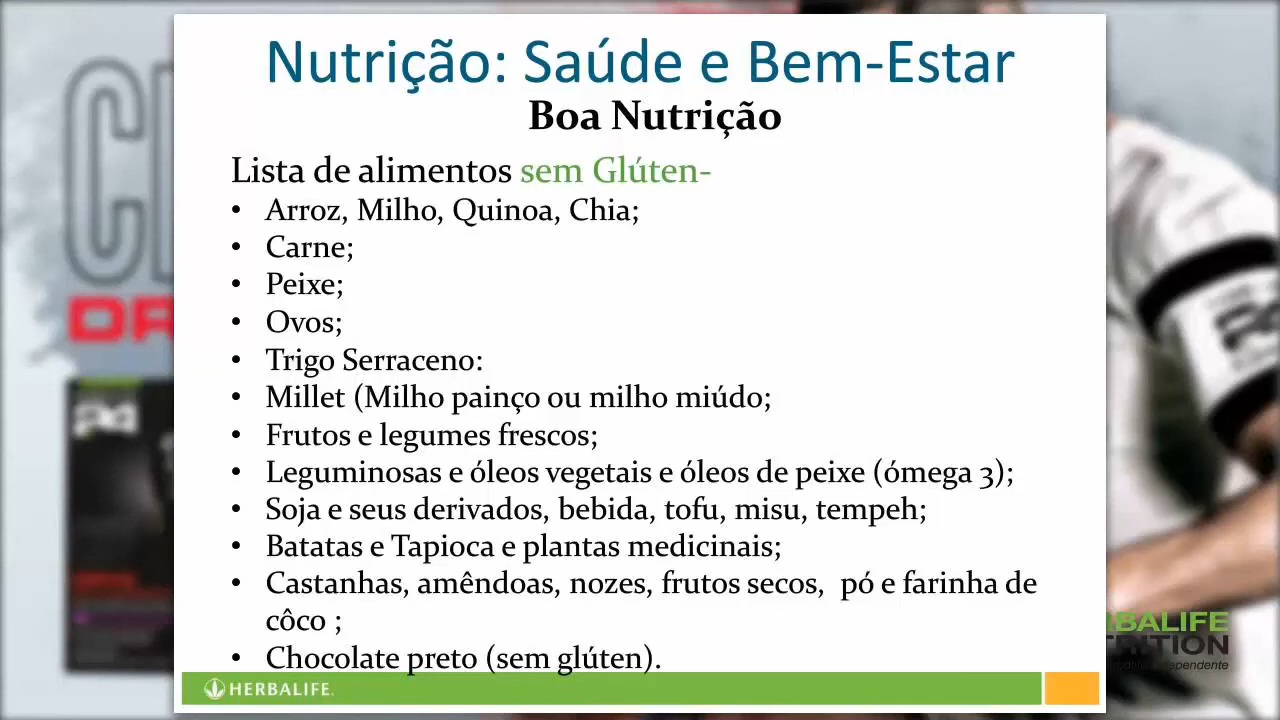 Nutrição: Saúde e Bem-Estar
Boa Nutrição
Lista de alimentos sem Glúten-
• Arroz, Milho, Quinoa, Chia;
• Carne;
• Peixe;
• Ovos;
• Trigo Serraceno:
• Millet (Milho painço ou milho miúdo;
• Frutos e legumes frescos;
• Leguminosas e óleos vegetais e óleos de peixe (ómega 3);
• Soja e seus derivados, bebida, tofu, misu, tempeh;
• Batatas e Tapioca e plantas medicinais;
• Castanhas, amêndoas, nozes, frutos secos, pó e farinha de
côco ;
• Chocolate preto (sem glúten).
HERBALIFE.